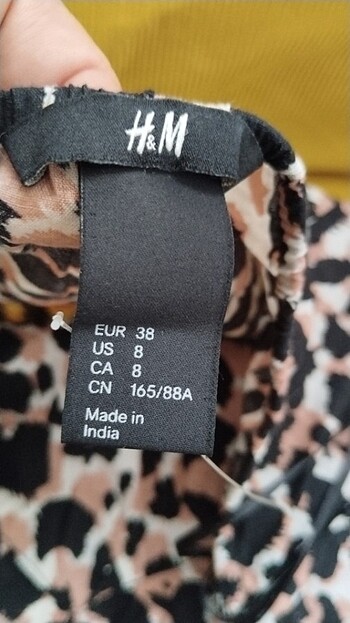 H&M
EUR 38
US 8
CA 8
CN 165/88A
Made in
India